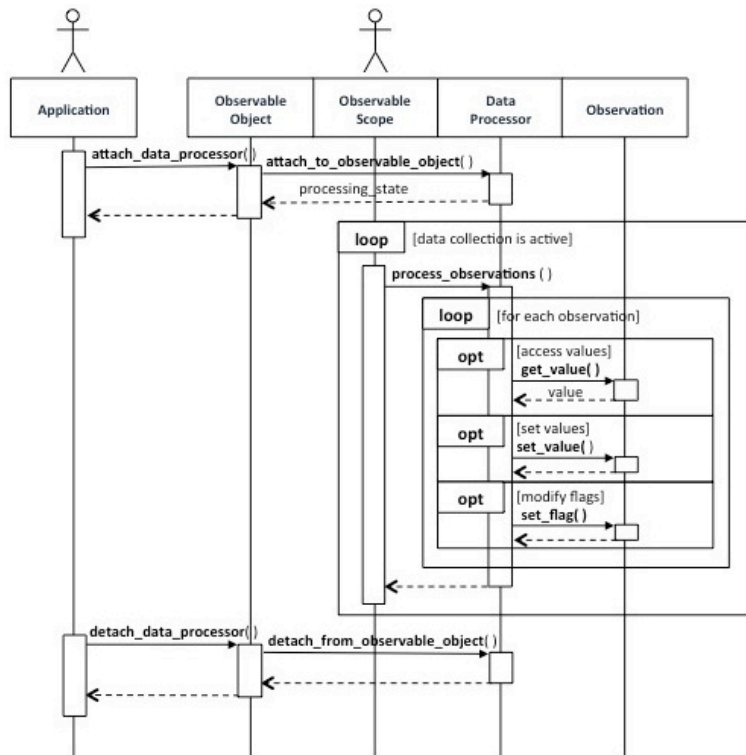 Application
Observable
Object
Observable
Scope
Data
Processor
Observation
attach_data_processor()
attach_to_observable_object()
processing_state
loop [data collection is active]
process_observations ( )
loop [for each observation]
opt [access values]
get_value( )
value
opt [set values]
set_value( )
opt [modify flags]
set_flag( )
detach_data_processor()
detach_from_observable_object()